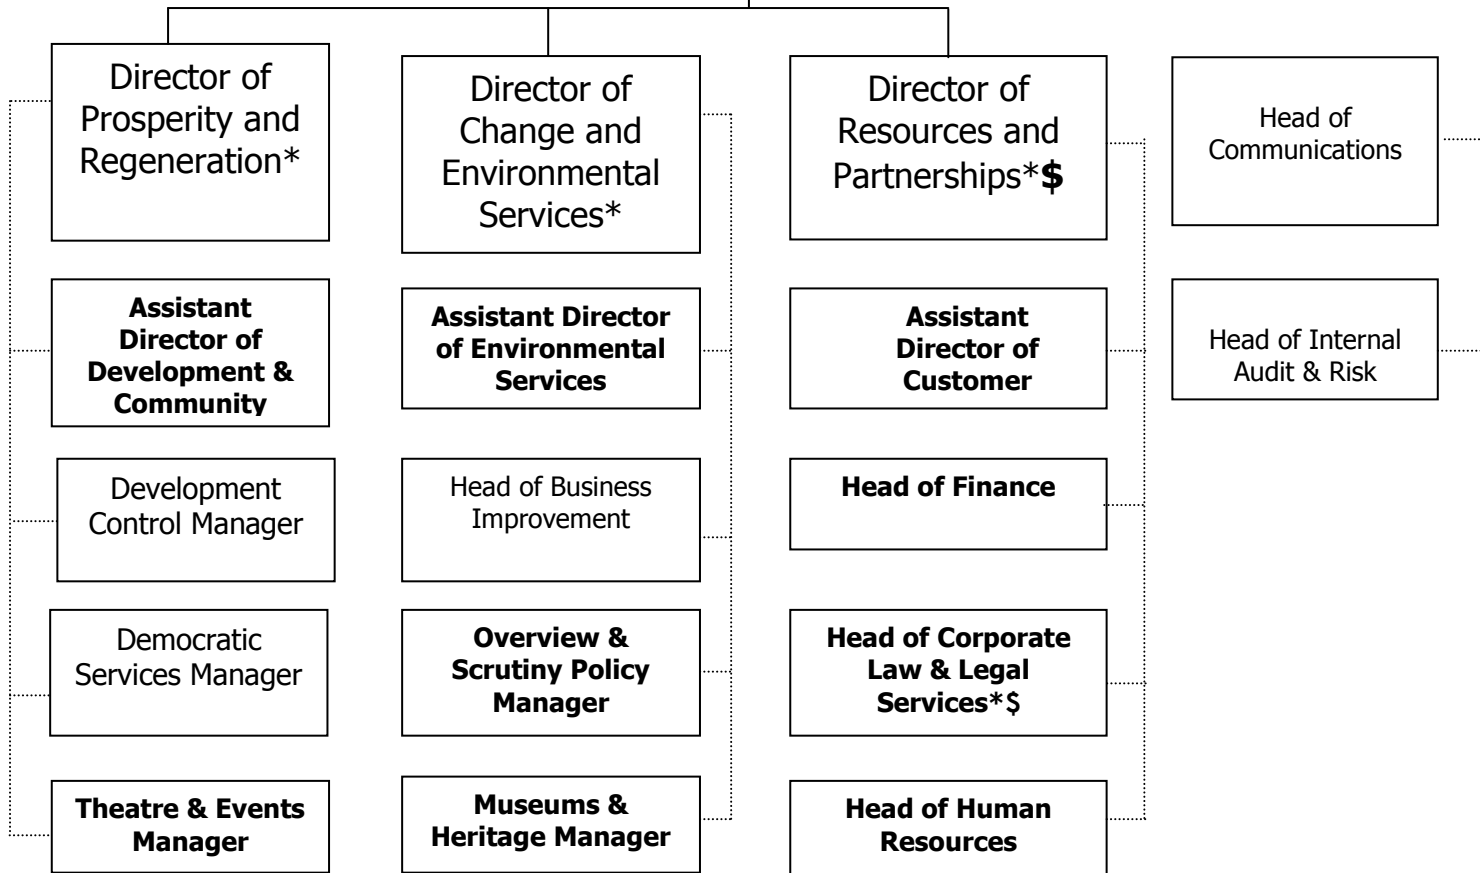 Director of
Prosperity and
Regeneration*
Director of
Change and
Environmental
Services*
Director of
Resources and
Partnerships*$
Head of
Communications
Assistant
Director of
Development &
Community
Assistant Director
of Environmental
Services
Assistant
Director of
Customer
Head of Internal
Audit & Risk
Development
Control Manager
Head of Business
Improvement
Head of Finance
Democratic
Services Manager
Overview &
Scrutiny Policy
Manager
Head of Corporate
Law & Legal
Services*$
Theatre & Events
Manager
Museums &
Heritage Manager
Head of Human
Resources